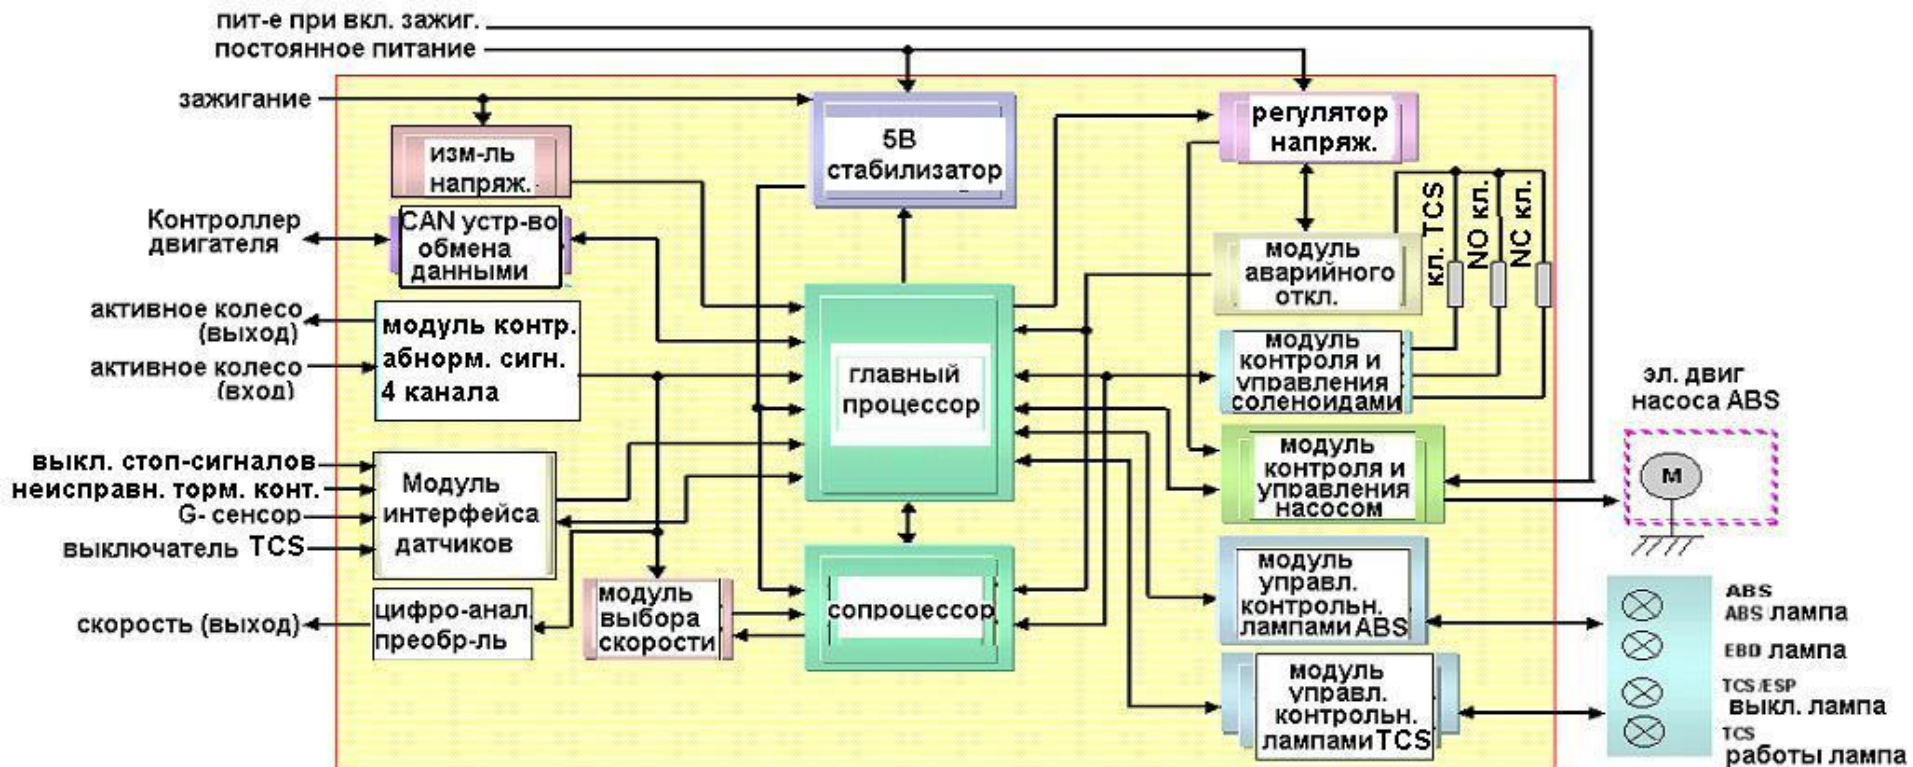 пит-е при вкл. зажиг.
постоянное питание
зажигание
Контроллер
двигателя
активное колесо
(выход)
активное колесо
(вход)
выкл. стоп-сигналов
неисправн. торм. конт.
G- сенсор
выключатель TCS
скорость (выход)
изм-ль
напряж.
CAN устр-во
обмена
данными
модуль контр.
абнорм. сигн.
4 канала
Модуль
интерфейса
датчиков
цифро-анал.
преобр-ль
модуль
выбора
скорости
5В
стабилизатор
главный
процессор
сопроцессор
регулятор
напряж.
модуль
аварийного
откл.
кл. TCS
NO кл.
NC кл.
модуль
контроля и
управления
соленоидами
модуль
контроля и
управления
насосом
модуль
управл.
контрольн.
лампами ABS
модуль
управл.
контрольн.
лампами TCS
эл. двиг
насоса ABS
M
ABS
ABS лампа
EBD лампа
TCS/ESP
выкл. лампа
TCS
работы лампа